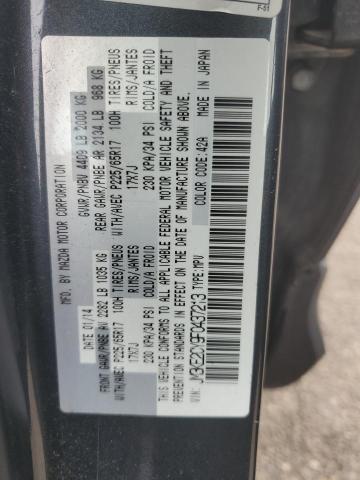 F-51
MFD. BY MAZDA MOTOR CORPORATION
DATE: 01/14 GVWR/PNBV 4409 LB 2000 KG
FRONT GAWR/PNBE AV 2282 LB 1035 KG REAR GAWR/PNBE AR 2134 LB 968 KG
WITH/AVEC P225/65R17 100H TIRES/PNEUS WITH/AVEC P225/65R17 100H TIRES/PNEUS
17X7J RIMS/JANTES 17X7J RIMS/JANTES
230 KPA/34 PSI COLD/A FROID 230 KPA/34 PSI COLD/A FROID
THIS VEHICLE CONFORMS TO ALL APPLICABLE FEDERAL MOTOR VEHICLE SAFETY AND THEFT
PREVENTION STANDARDS IN EFFECT ON THE DATE OF MANUFACTURE SHOWN ABOVE.
MADE IN JAPAN
VIN: TYPE: MPV COLOR CODE: 42A